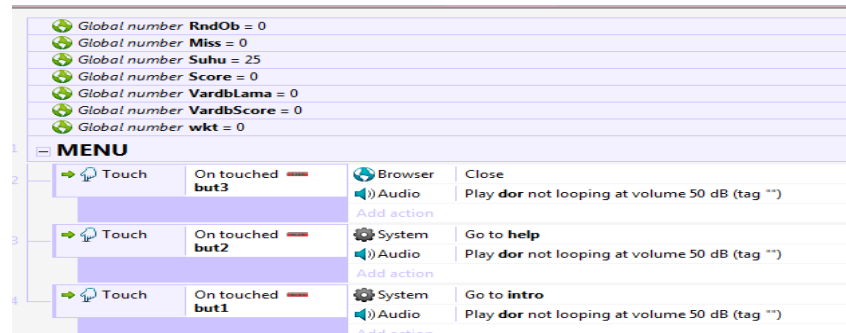 Global number RndOb = 0
Global number Miss = 0
Global number Suhu = 25
Global number Score = 0
Global number VardbLama = 0
Global number VardbScore = 0
Global number wkt = 0
1 MENU
2 Touch On touched but3 Browser Close
Audio Play dor not looping at volume 50 dB (tag "")
Add action
3 Touch On touched but2 System Go to help
Audio Play dor not looping at volume 50 dB (tag "")
Add action
4 Touch On touched but1 System Go to intro
Audio Play dor not looping at volume 50 dB (tag "")
Add action